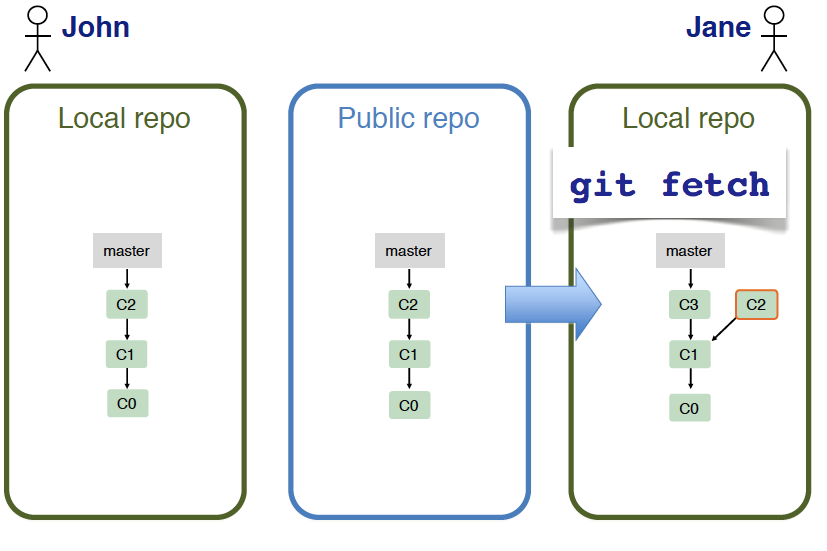 John
Jane
Local repo
Public repo
Local repo
git fetch
master
C2
C1
C0
master
C2
C1
C0
master
C3
C2
C1
C0